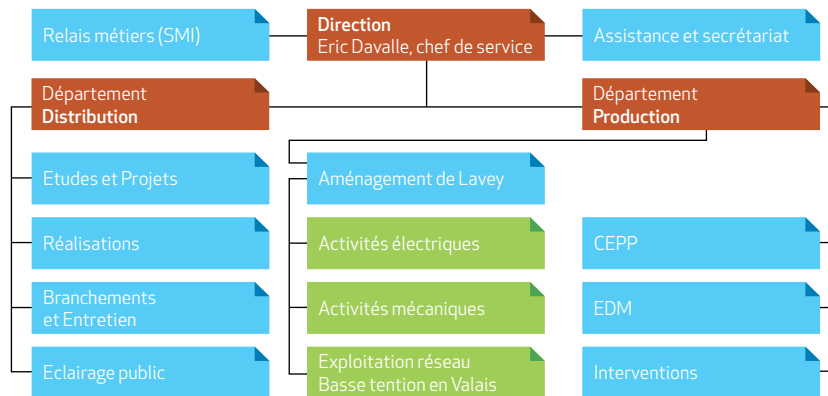 Relais métiers (SMI)
Direction
Eric Davalle, chef de service
Assistance et secrétariat
Département
Distribution
Département
Production
Etudes et Projets
Aménagement de Lavey
Réalisations
Activités électriques
CEPP
Branchements
et Entretien
Activités mécaniques
EDM
Eclairage public
Exploitation réseau
Basse tention en Valais
Interventions